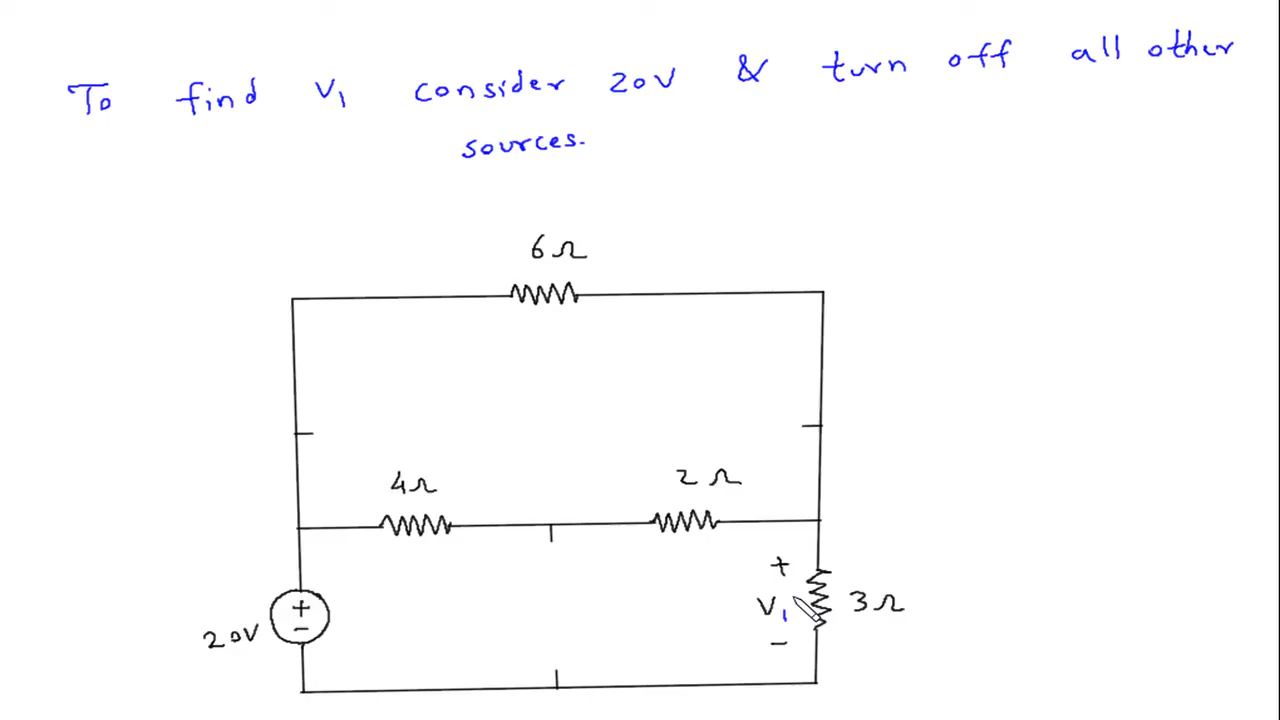 To find V1 consider 20V & turn off all other
sources.
6Ω
4Ω
2Ω
+
V1
-
3Ω
+
-
20V